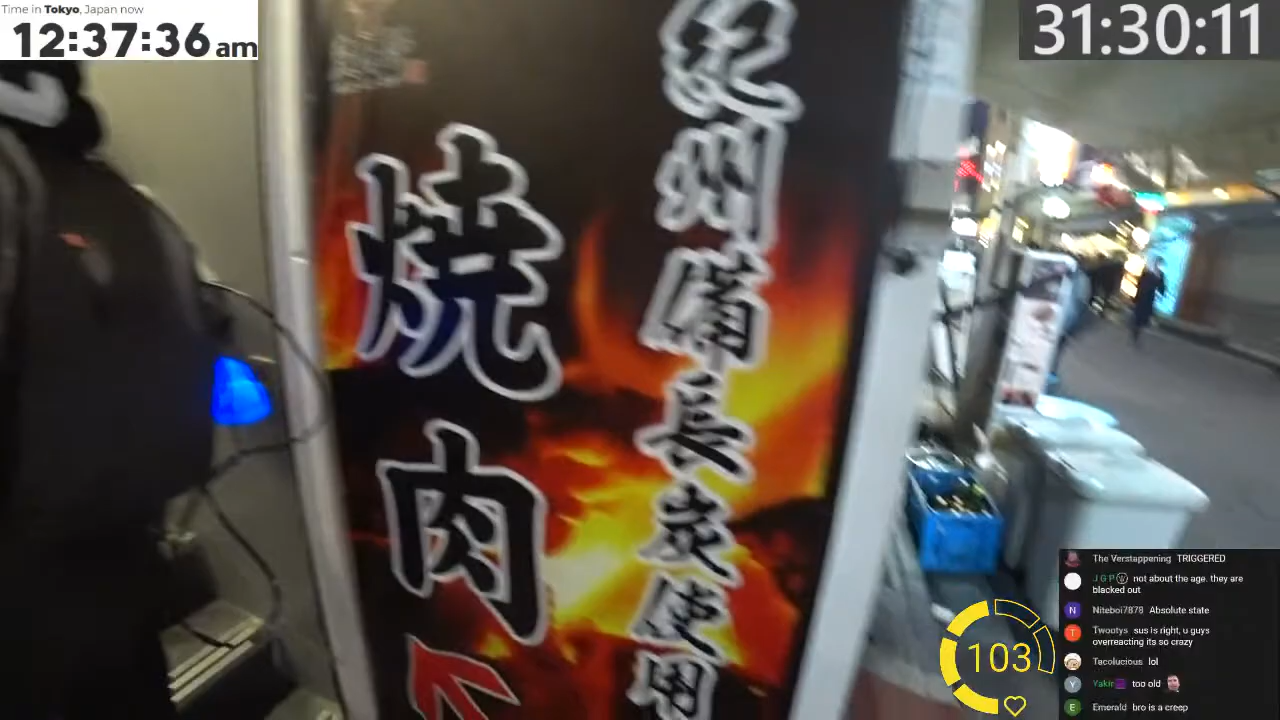 Time in Tokyo, Japan now
12:37:36 am
31:30:11
紀州備長炭使用
焼肉
103
The Verstappening TRIGGERED
J G P not about the age. they are
blacked out
Niteboi7878 Absolute state
Twootys sus is right, u guys
overreacting its so crazy
Tacolucious lol
Yakir too old
Emerald bro is a creep